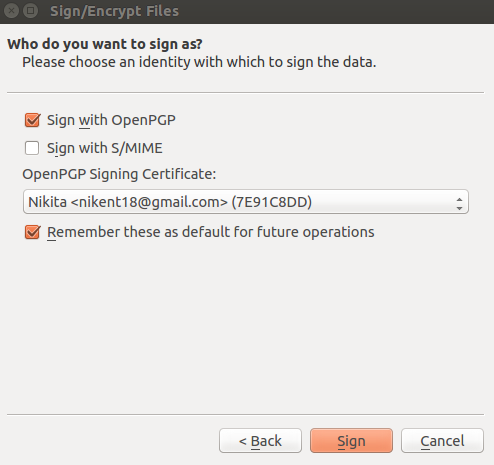 Sign/Encrypt Files
Who do you want to sign as?
Please choose an identity with which to sign the data.
Sign with OpenPGP
Sign with S/MIME
OpenPGP Signing Certificate:
Nikita <nikent18@gmail.com> (7E91C8DD)
Remember these as default for future operations
< Back
Sign
Cancel